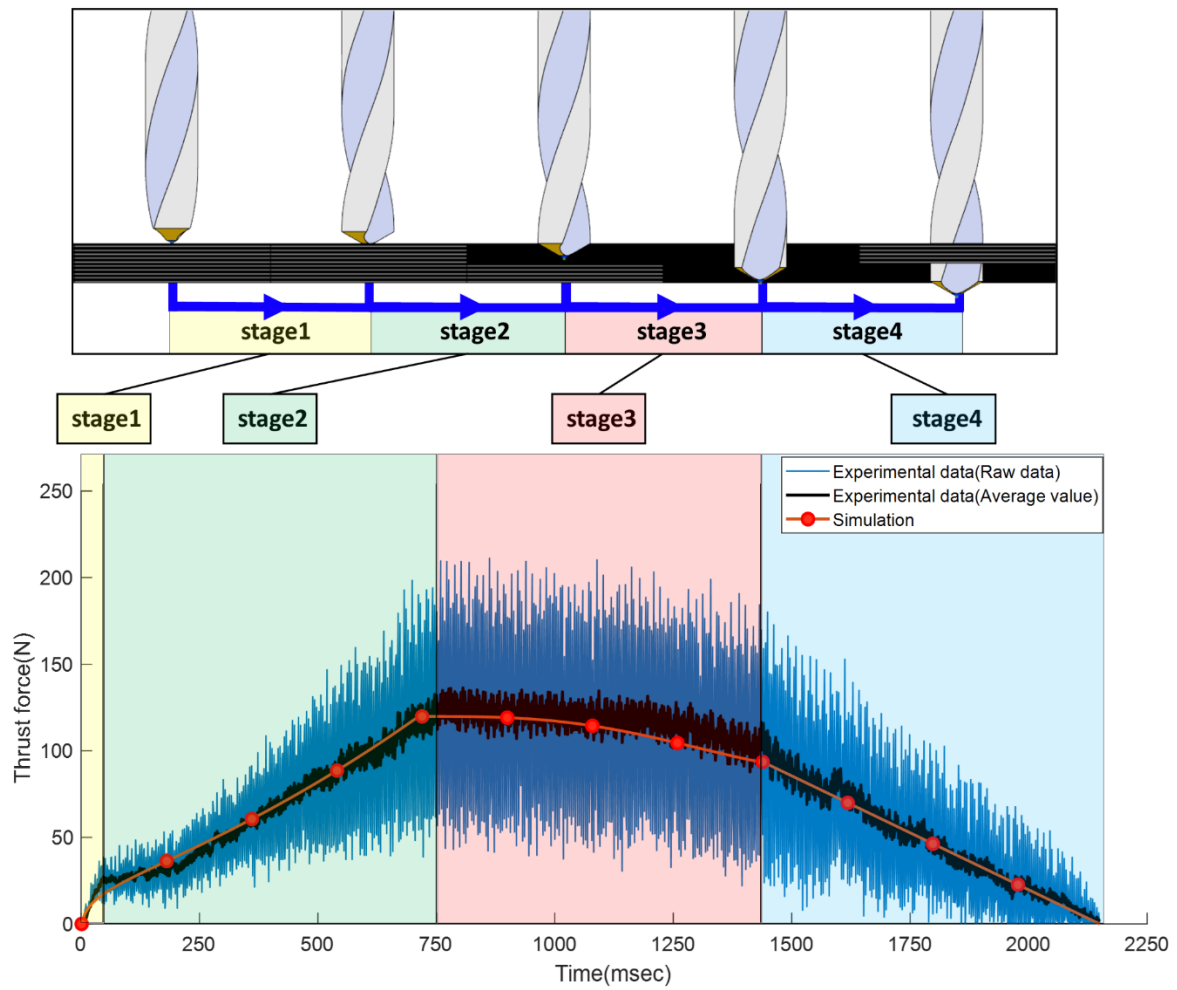 stage1
stage2
stage3
stage4
stage1
stage2
stage3
stage4
Experimental data(Raw data)
Experimental data(Average value)
Simulation
250
200
150
100
50
0
Thrust force(N)
0
250
500
750
1000
1250
1500
1750
2000
2250
Time(msec)